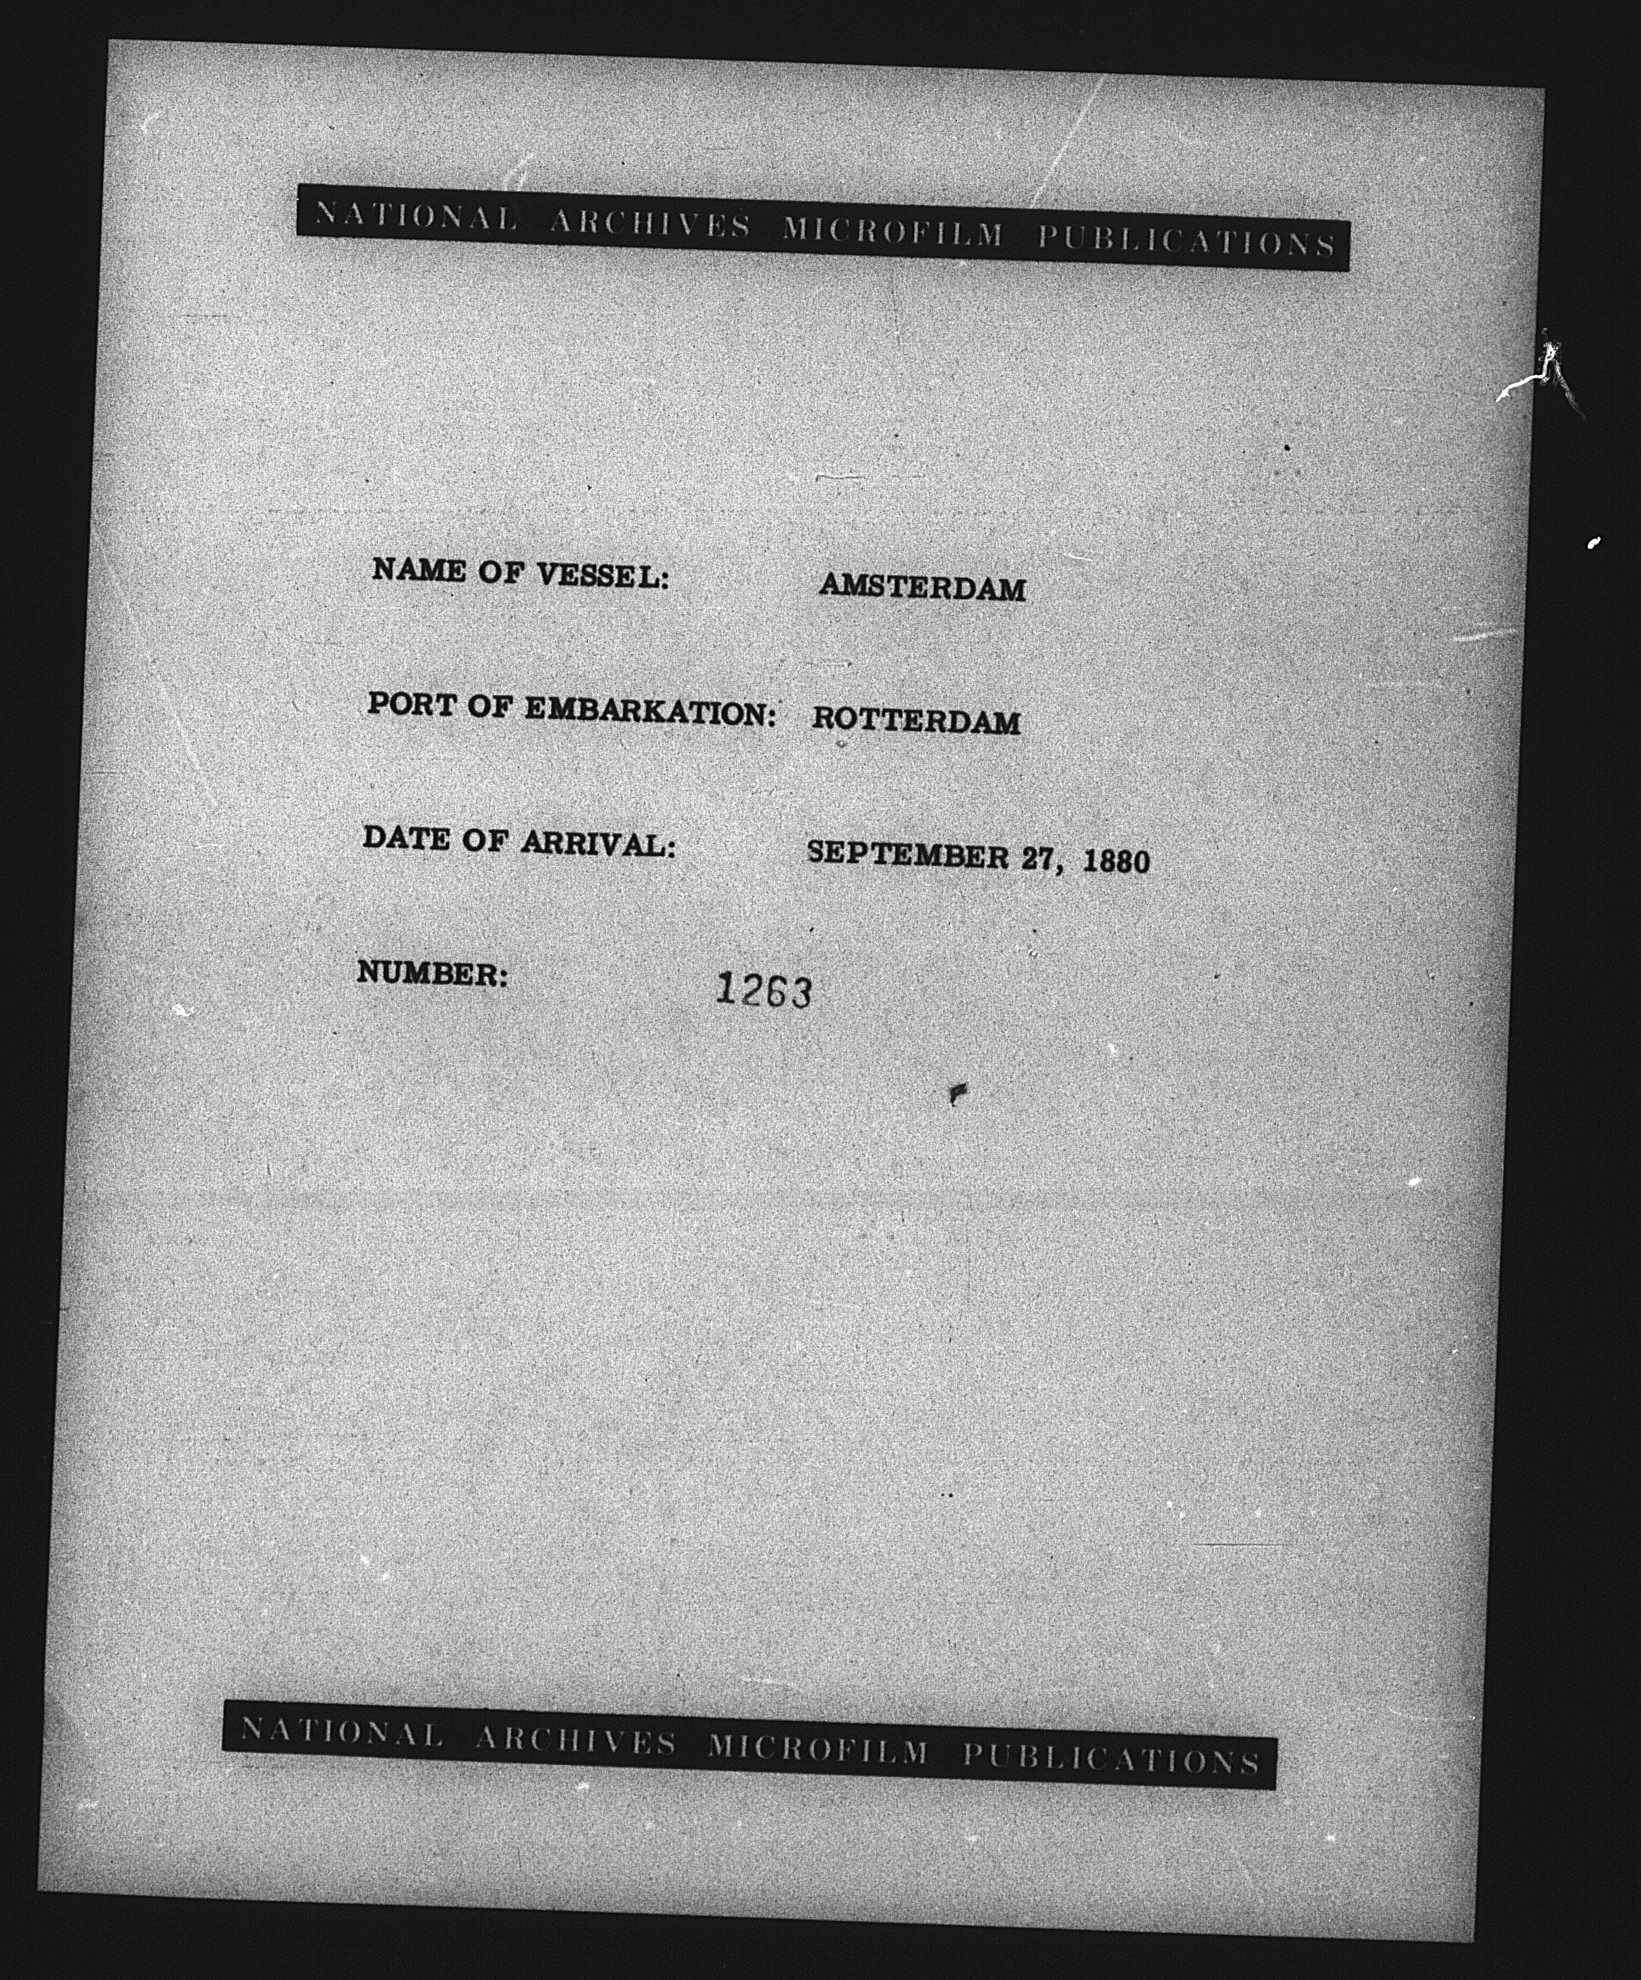 NATIONAL ARCHIVES MICROFILM PUBLICATIONS
NAME OF VESSEL: AMSTERDAM
PORT OF EMBARKATION: ROTTERDAM
DATE OF ARRIVAL: SEPTEMBER 27, 1880
NUMBER: 1263
NATIONAL ARCHIVES MICROFILM PUBLICATIONS